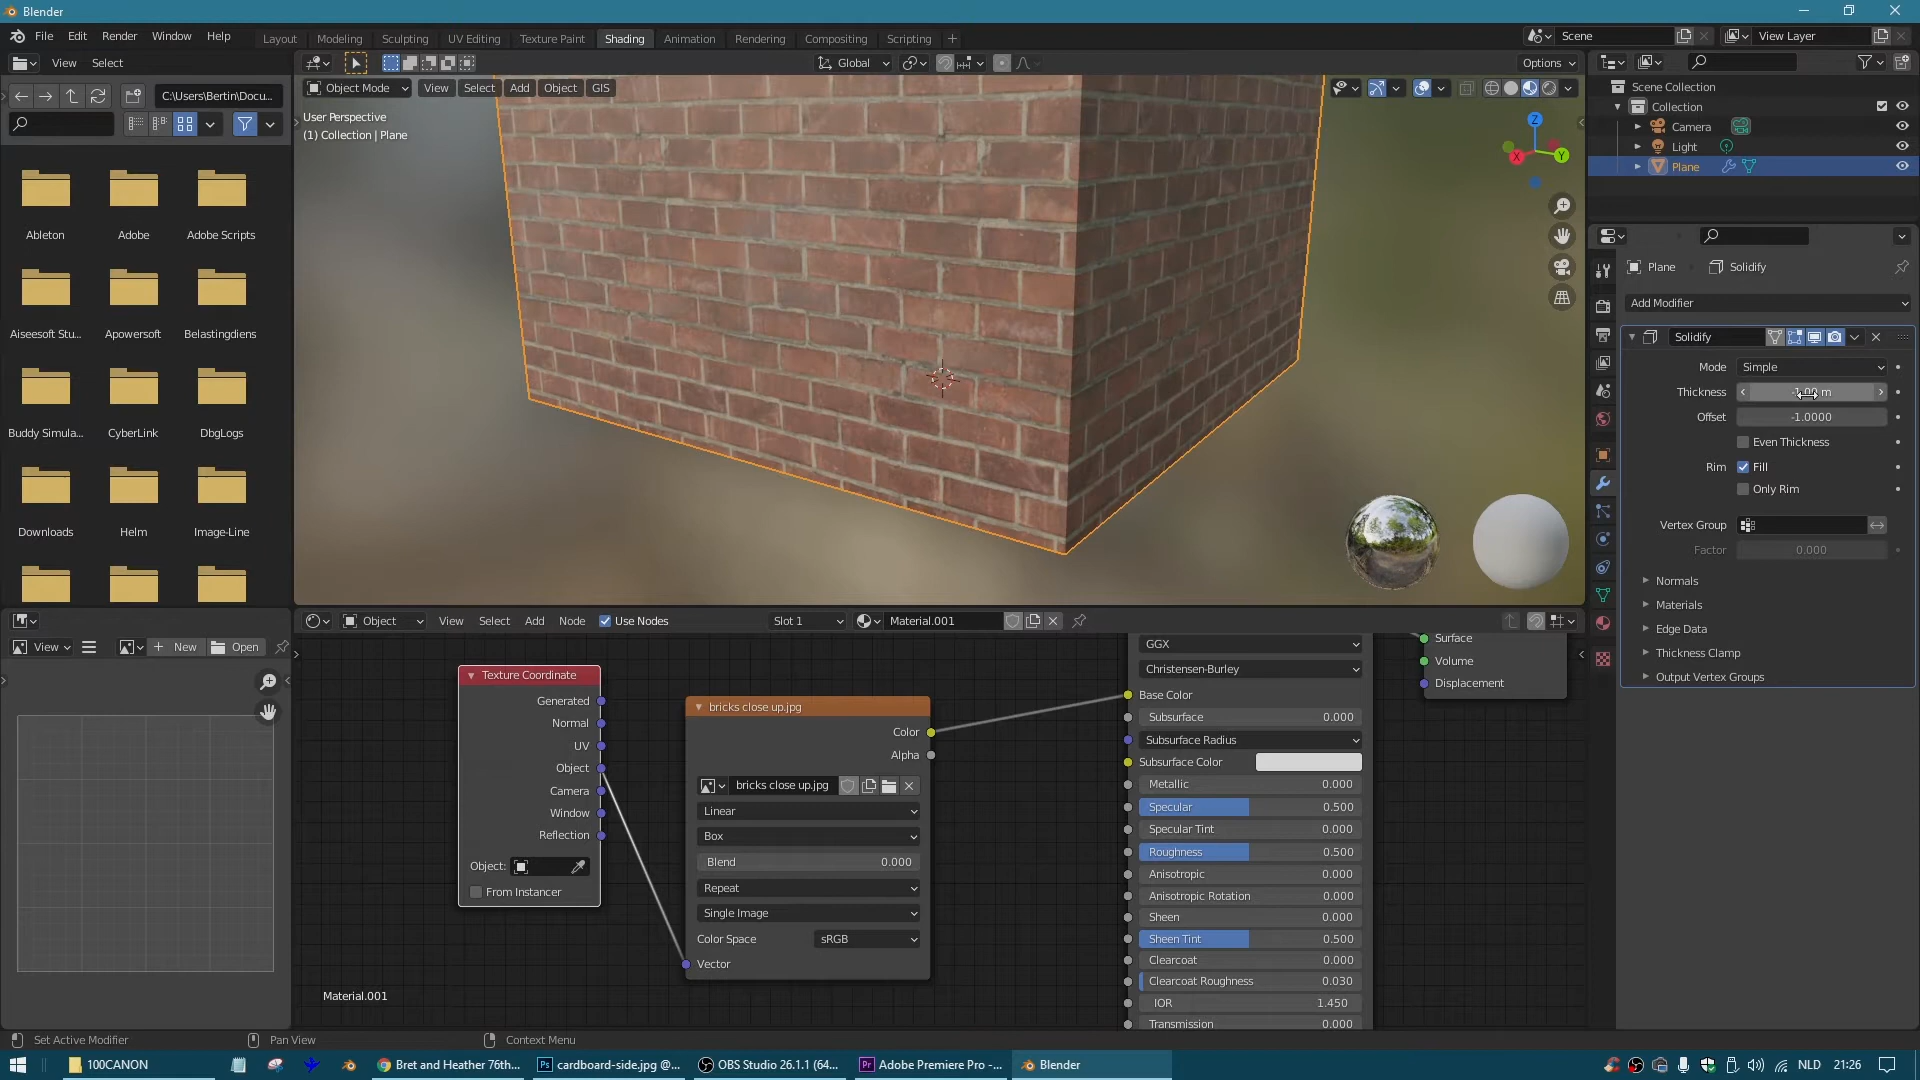 Blender
File Edit Render Window Help
Layout Modeling Sculpting UV Editing Texture Paint Shading Animation Rendering Compositing Scripting
Scene
View Layer
View Select
Global
Options
C:\Users\Bertin\Docu...
Object Mode View Select Add Object GIS
User Perspective
(1) Collection | Plane
Z
X
Y
Ableton Adobe Adobe Scripts
Aiseesoft Stu... Apowersoft Belastingdiens
Buddy Simula... CyberLink DbgLogs
Downloads Helm Image-Line
Scene Collection
Collection
Camera
Light
Plane
Plane Solidify
Add Modifier
Solidify
Mode Simple
Thickness -1.00 m
Offset -1.0000
Even Thickness
Rim Fill
Only Rim
Vertex Group
Factor 0.000
Normals
Materials
Edge Data
Thickness Clamp
Output Vertex Groups
View New Open
Object View Select Add Node Use Nodes Slot 1 Material.001
Texture Coordinate
Generated
Normal
UV
Object
Camera
Window
Reflection
Object:
From Instancer
bricks close up.jpg
Color
Alpha
bricks close up.jpg
Linear
Box
Blend 0.000
Repeat
Single Image
Color Space sRGB
Vector
GGX
Christensen-Burley
Base Color
Subsurface 0.000
Subsurface Radius
Subsurface Color
Metallic 0.000
Specular 0.500
Specular Tint 0.000
Roughness 0.500
Anisotropic 0.000
Anisotropic Rotation 0.000
Sheen 0.000
Sheen Tint 0.500
Clearcoat 0.000
Clearcoat Roughness 0.030
IOR 1.450
Transmission 0.000
Surface
Volume
Displacement
Material.001
Set Active Modifier Pan View Context Menu
100CANON Bret and Heather 76th... Ps cardboard-side.jpg @... OBS Studio 26.1.1 (64... Pr Adobe Premiere Pro -... Blender NLD 21:26